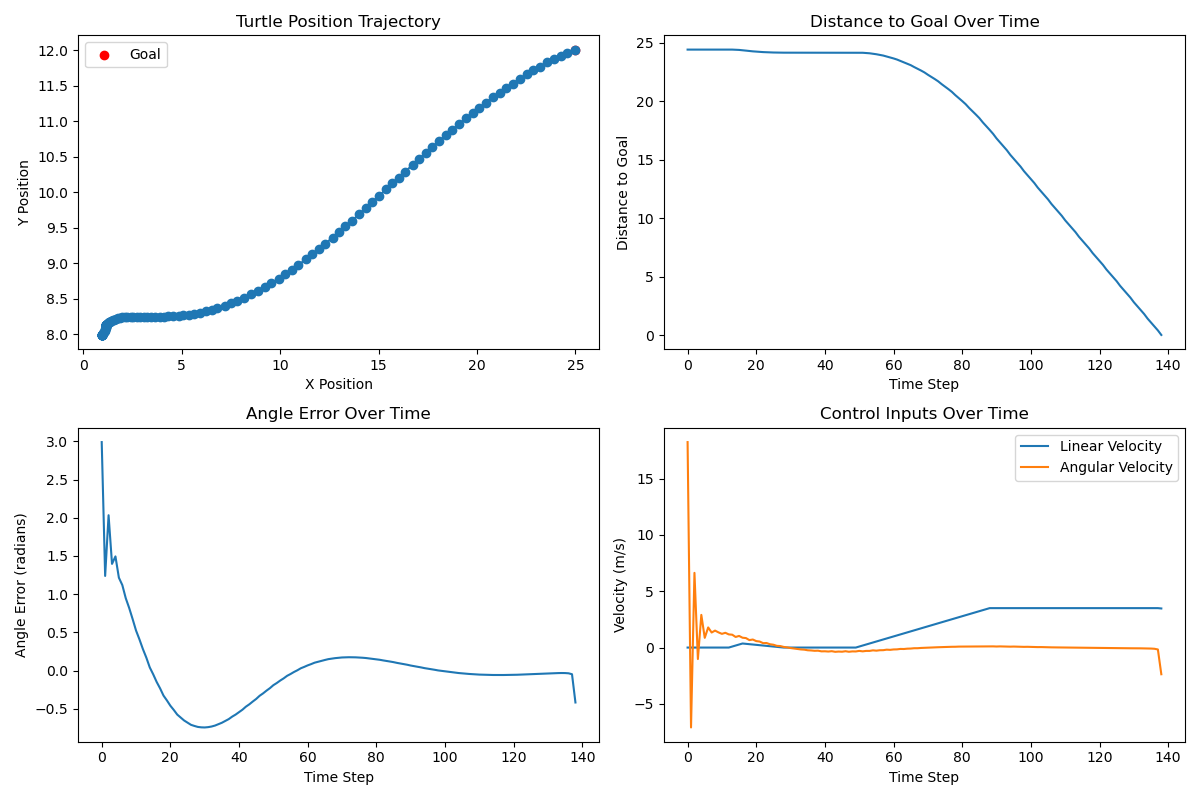 Turtle Position Trajectory
Goal
Y Position
12.0
11.5
11.0
10.5
10.0
9.5
9.0
8.5
8.0
0 5 10 15 20 25
X Position
Distance to Goal Over Time
Distance to Goal
25
20
15
10
5
0
0 20 40 60 80 100 120 140
Time Step
Angle Error Over Time
Angle Error (radians)
3.0
2.5
2.0
1.5
1.0
0.5
0.0
−0.5
0 20 40 60 80 100 120 140
Time Step
Control Inputs Over Time
Linear Velocity
Angular Velocity
Velocity (m/s)
15
10
5
0
−5
0 20 40 60 80 100 120 140
Time Step